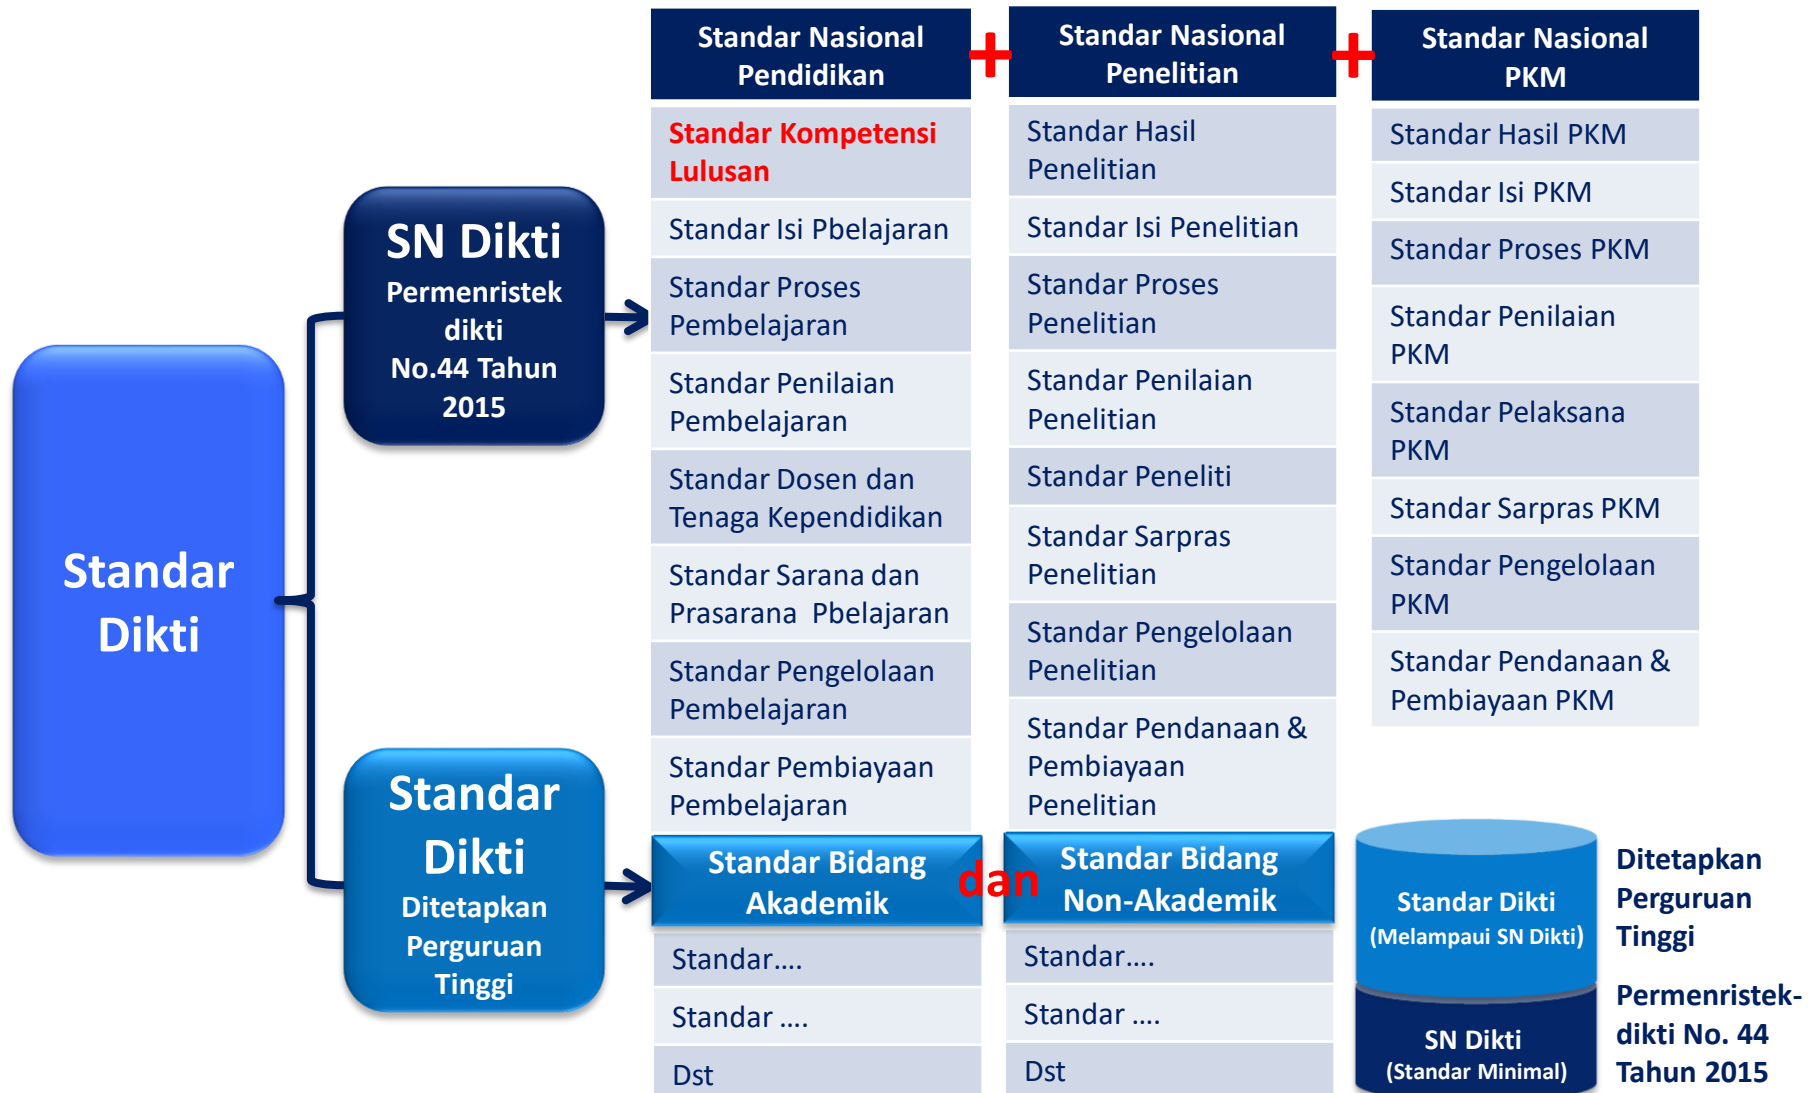 Standar
Dikti
SN Dikti
Permenristek
dikti
No.44 Tahun
2015
Standar
Dikti
Ditetapkan
Perguruan
Tinggi
Standar Nasional
Pendidikan
Standar Kompetensi
Lulusan
Standar Isi Pbelajaran
Standar Proses
Pembelajaran
Standar Penilaian
Pembelajaran
Standar Dosen dan
Tenaga Kependidikan
Standar Sarana dan
Prasarana Pbelajaran
Standar Pengelolaan
Pembelajaran
Standar Pembiayaan
Pembelajaran
+
Standar Nasional
Penelitian
Standar Hasil
Penelitian
Standar Isi Penelitian
Standar Proses
Penelitian
Standar Penilaian
Penelitian
Standar Peneliti
Standar Sarpras
Penelitian
Standar Pengelolaan
Penelitian
Standar Pendanaan &
Pembiayaan
Penelitian
+
Standar Nasional
PKM
Standar Hasil PKM
Standar Isi PKM
Standar Proses PKM
Standar Penilaian
PKM
Standar Pelaksana
PKM
Standar Sarpras PKM
Standar Pengelolaan
PKM
Standar Pendanaan &
Pembiayaan PKM
Standar Bidang
Akademik
Standar....
Standar ....
Dst
dan
Standar Bidang
Non-Akademik
Standar....
Standar ....
Dst
Standar Dikti
(Melampaui SN Dikti)
Ditetapkan
Perguruan
Tinggi
SN Dikti
(Standar Minimal)
Permenristek-
dikti No. 44
Tahun 2015